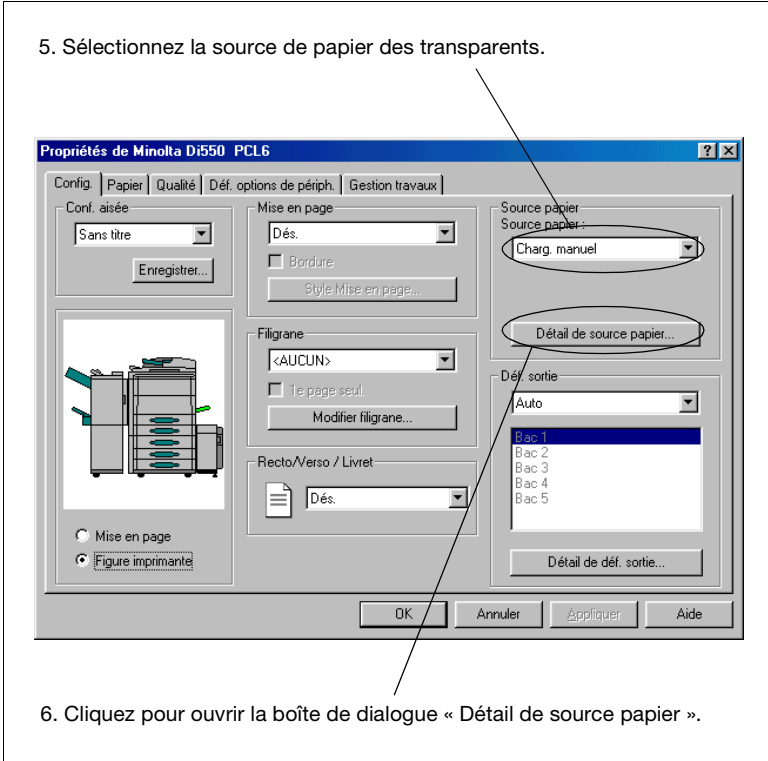 5. Sélectionnez la source de papier des transparents.
Propriétés de Minolta Di550 PCL6
Config.
Papier
Qualité
Déf. options de périph.
Gestion travaux
Conf. aisée
Sans titre
Enregistrer...
Mise en page
Figure imprimante
Mise en page
Dés.
Bordure
Style Mise en page...
Filigrane
<AUCUN>
1e page seul.
Modifier filigrane...
Recto/Verso / Livret
Dés.
Source papier
Source papier :
Charg. manuel
Détail de source papier...
Déf. sortie
Auto
Bac 1
Bac 2
Bac 3
Bac 4
Bac 5
Détail de déf. sortie...
OK
Annuler
Appliquer
Aide
6. Cliquez pour ouvrir la boîte de dialogue « Détail de source papier ».